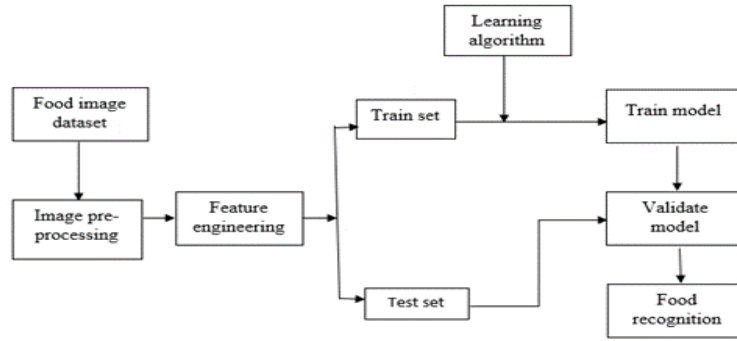 Learning
algorithm
Food image
dataset
Train set
Train model
Image pre-
processing
Feature
engineering
Validate
model
Test set
Food
recognition